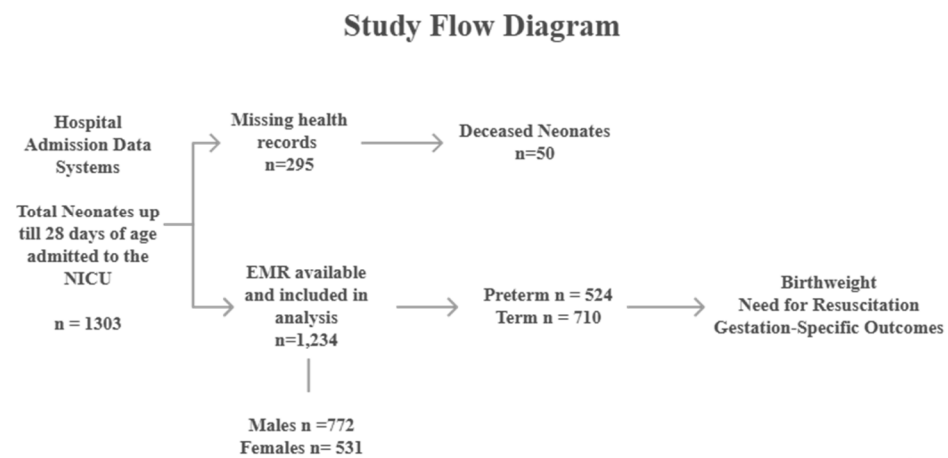 Study Flow Diagram
Hospital
Admission Data
Systems
Total Neonates up
till 28 days of age
admitted to the
NICU
n = 1303
Missing health
records
n=295
Deceased Neonates
n=50
EMR available
and included in
analysis
n=1,234
Preterm n = 524
Term n = 710
Birthweight
Need for Resuscitation
Gestation-Specific Outcomes
Males n =772
Females n= 531